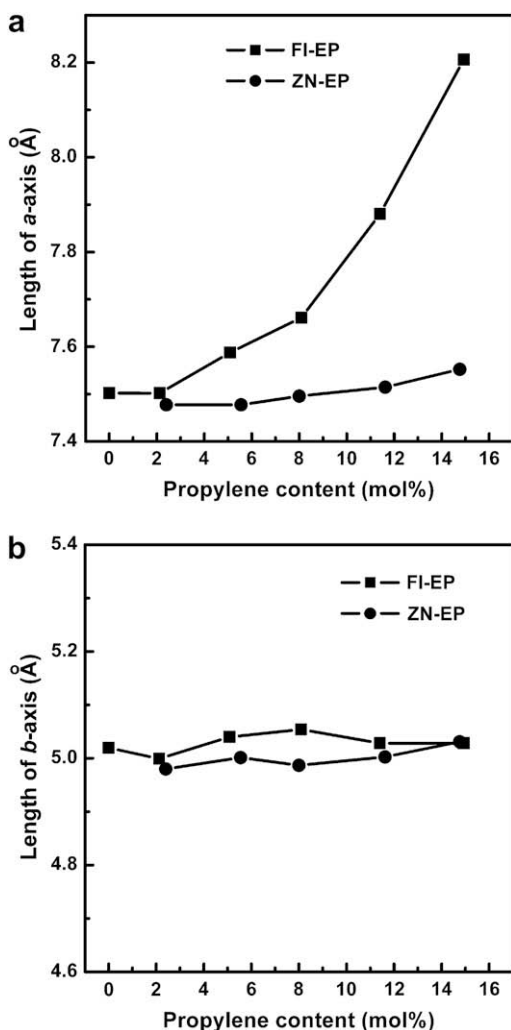 a
FI-EP
ZN-EP
8.2
8.0
7.8
7.6
7.4
Length of a-axis (Å)
0 2 4 6 8 10 12 14 16
Propylene content (mol%)
b
FI-EP
ZN-EP
5.4
5.2
5.0
4.8
4.6
Length of b-axis (Å)
0 2 4 6 8 10 12 14 16
Propylene content (mol%)